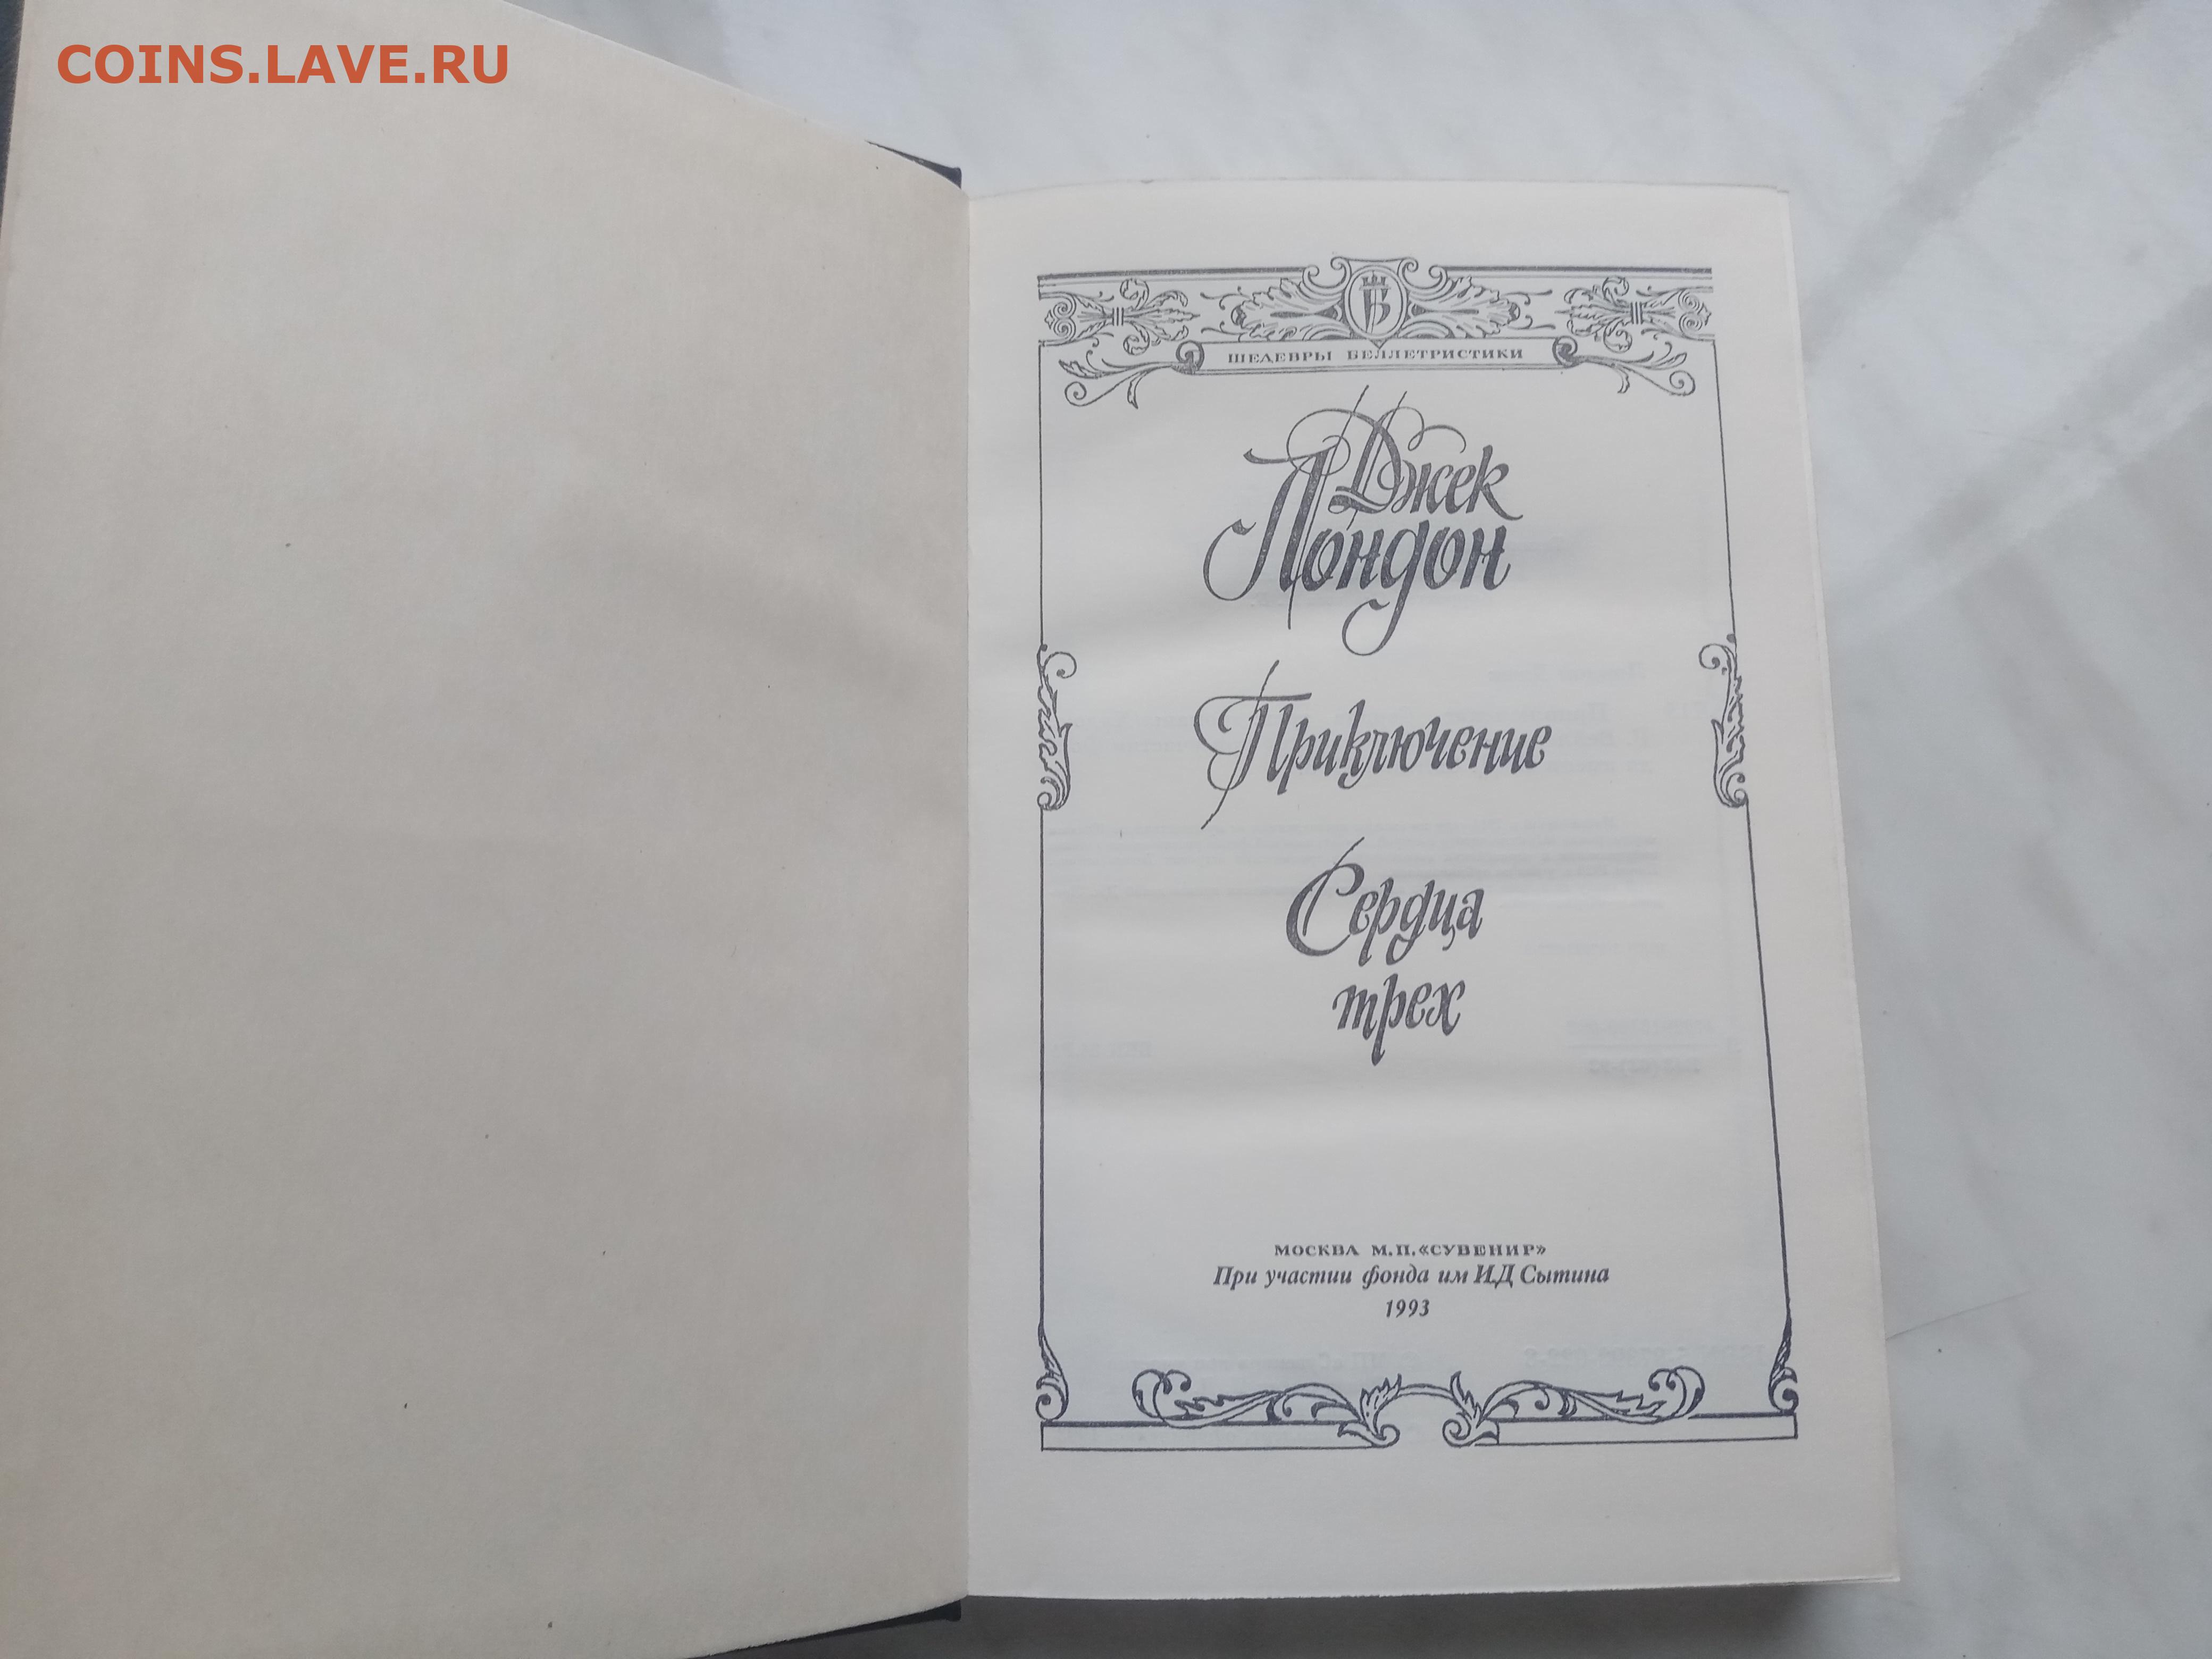 COINS.LAVE.RU
ШЕДЕВРЫ БЕЛЛЕТРИСТИКИ
Джек
Лондон
Приключение
Сердца
трех
МОСКВА М.П.«СУВЕНИР»
При участии фонда им И.Д Сытина
1993